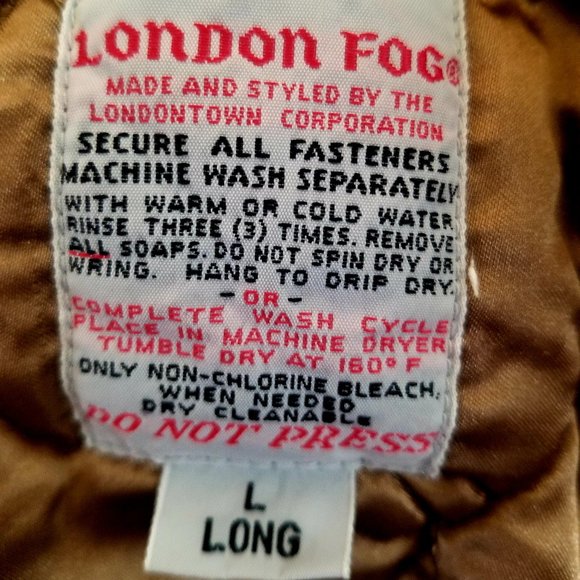 LONDON FOG®
MADE AND STYLED BY THE
LONDONTOWN CORPORATION
SECURE ALL FASTENERS
MACHINE WASH SEPARATELY
WITH WARM OR COLD WATER
RINSE THREE (3) TIMES. REMOVE
ALL SOAPS. DO NOT SPIN DRY OR
WRING. HANG TO DRIP DRY.
- OR -
COMPLETE WASH CYCLE
PLACE IN MACHINE DRYER
TUMBLE DRY AT 160° F
ONLY NON-CHLORINE BLEACH,
WHEN NEEDED
DRY CLEANABLE
DO NOT PRESS
L
LONG